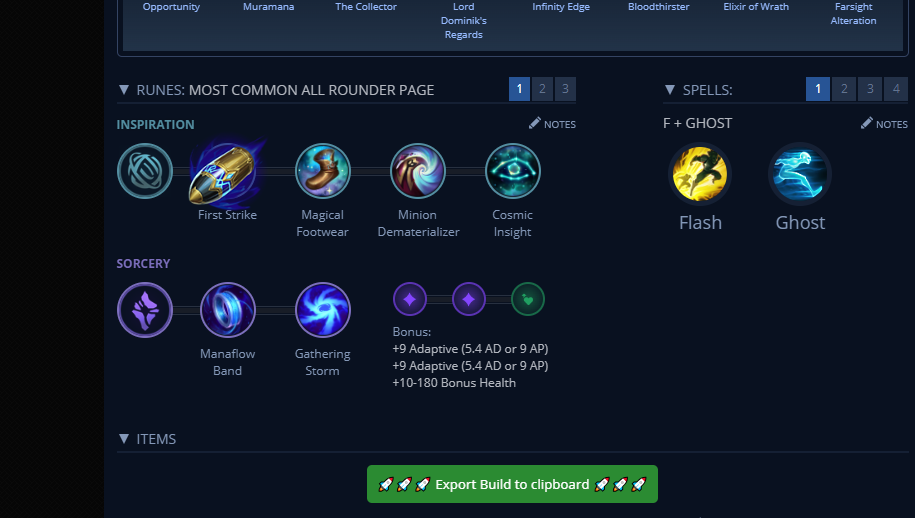 Opportunity
Muramana
The Collector
Lord
Dominik's
Regards
Infinity Edge
Bloodthirster
Elixir of Wrath
Farsight
Alteration
▼ RUNES: MOST COMMON ALL ROUNDER PAGE
1 2 3
INSPIRATION
NOTES
First Strike
Magical
Footwear
Minion
Dematerializer
Cosmic
Insight
SORCERY
Manaflow
Band
Gathering
Storm
Bonus:
+9 Adaptive (5.4 AD or 9 AP)
+9 Adaptive (5.4 AD or 9 AP)
+10-180 Bonus Health
▼ SPELLS:
1 2 3 4
F + GHOST
NOTES
Flash
Ghost
▼ ITEMS
Export Build to clipboard